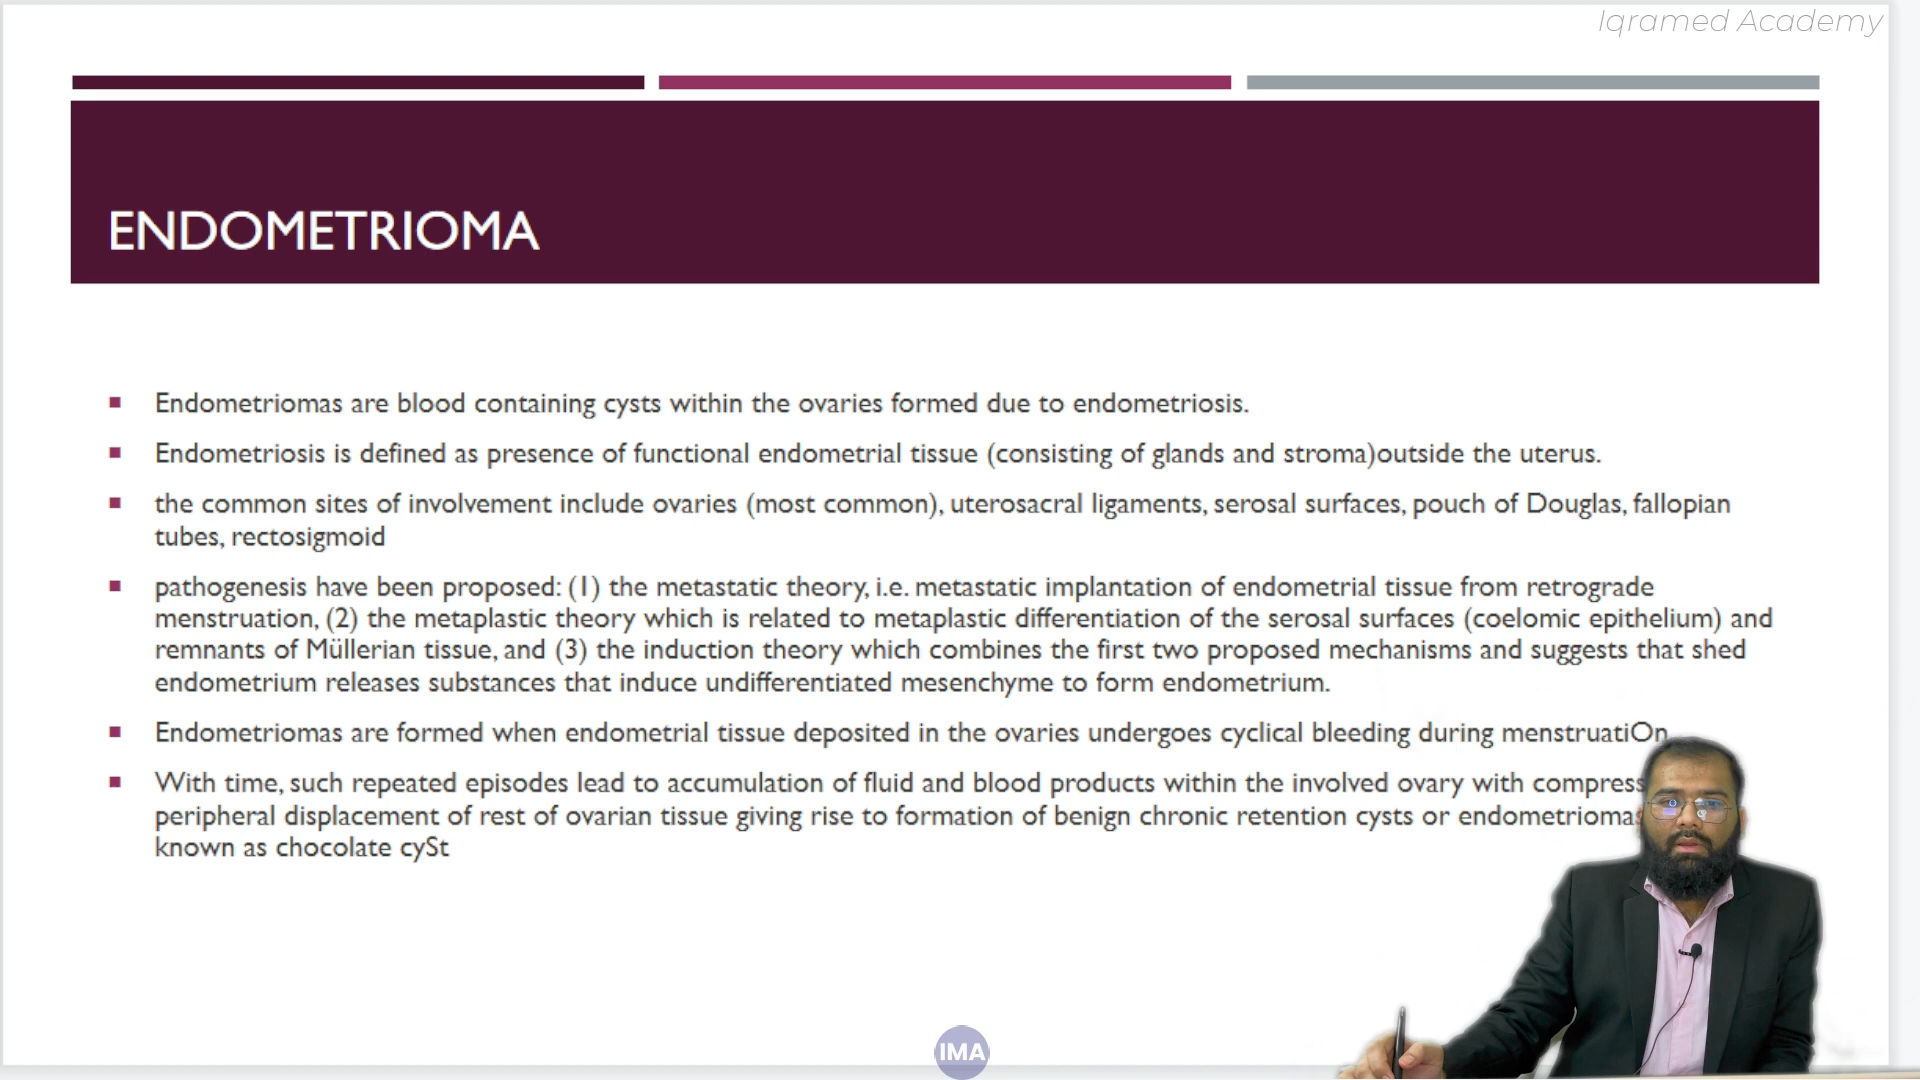 Iqramed Academy
ENDOMETRIOMA
Endometriomas are blood containing cysts within the ovaries formed due to endometriosis.
Endometriosis is defined as presence of functional endometrial tissue (consisting of glands and stroma)outside the uterus.
the common sites of involvement include ovaries (most common), uterosacral ligaments, serosal surfaces, pouch of Douglas, fallopian
tubes, rectosigmoid
pathogenesis have been proposed: (1) the metastatic theory, i.e. metastatic implantation of endometrial tissue from retrograde
menstruation, (2) the metaplastic theory which is related to metaplastic differentiation of the serosal surfaces (coelomic epithelium) and
remnants of Müllerian tissue, and (3) the induction theory which combines the first two proposed mechanisms and suggests that shed
endometrium releases substances that induce undifferentiated mesenchyme to form endometrium.
Endometriomas are formed when endometrial tissue deposited in the ovaries undergoes cyclical bleeding during menstruatiOn
With time, such repeated episodes lead to accumulation of fluid and blood products within the involved ovary with compress
peripheral displacement of rest of ovarian tissue giving rise to formation of benign chronic retention cysts or endometriomas
known as chocolate cySt
IMA